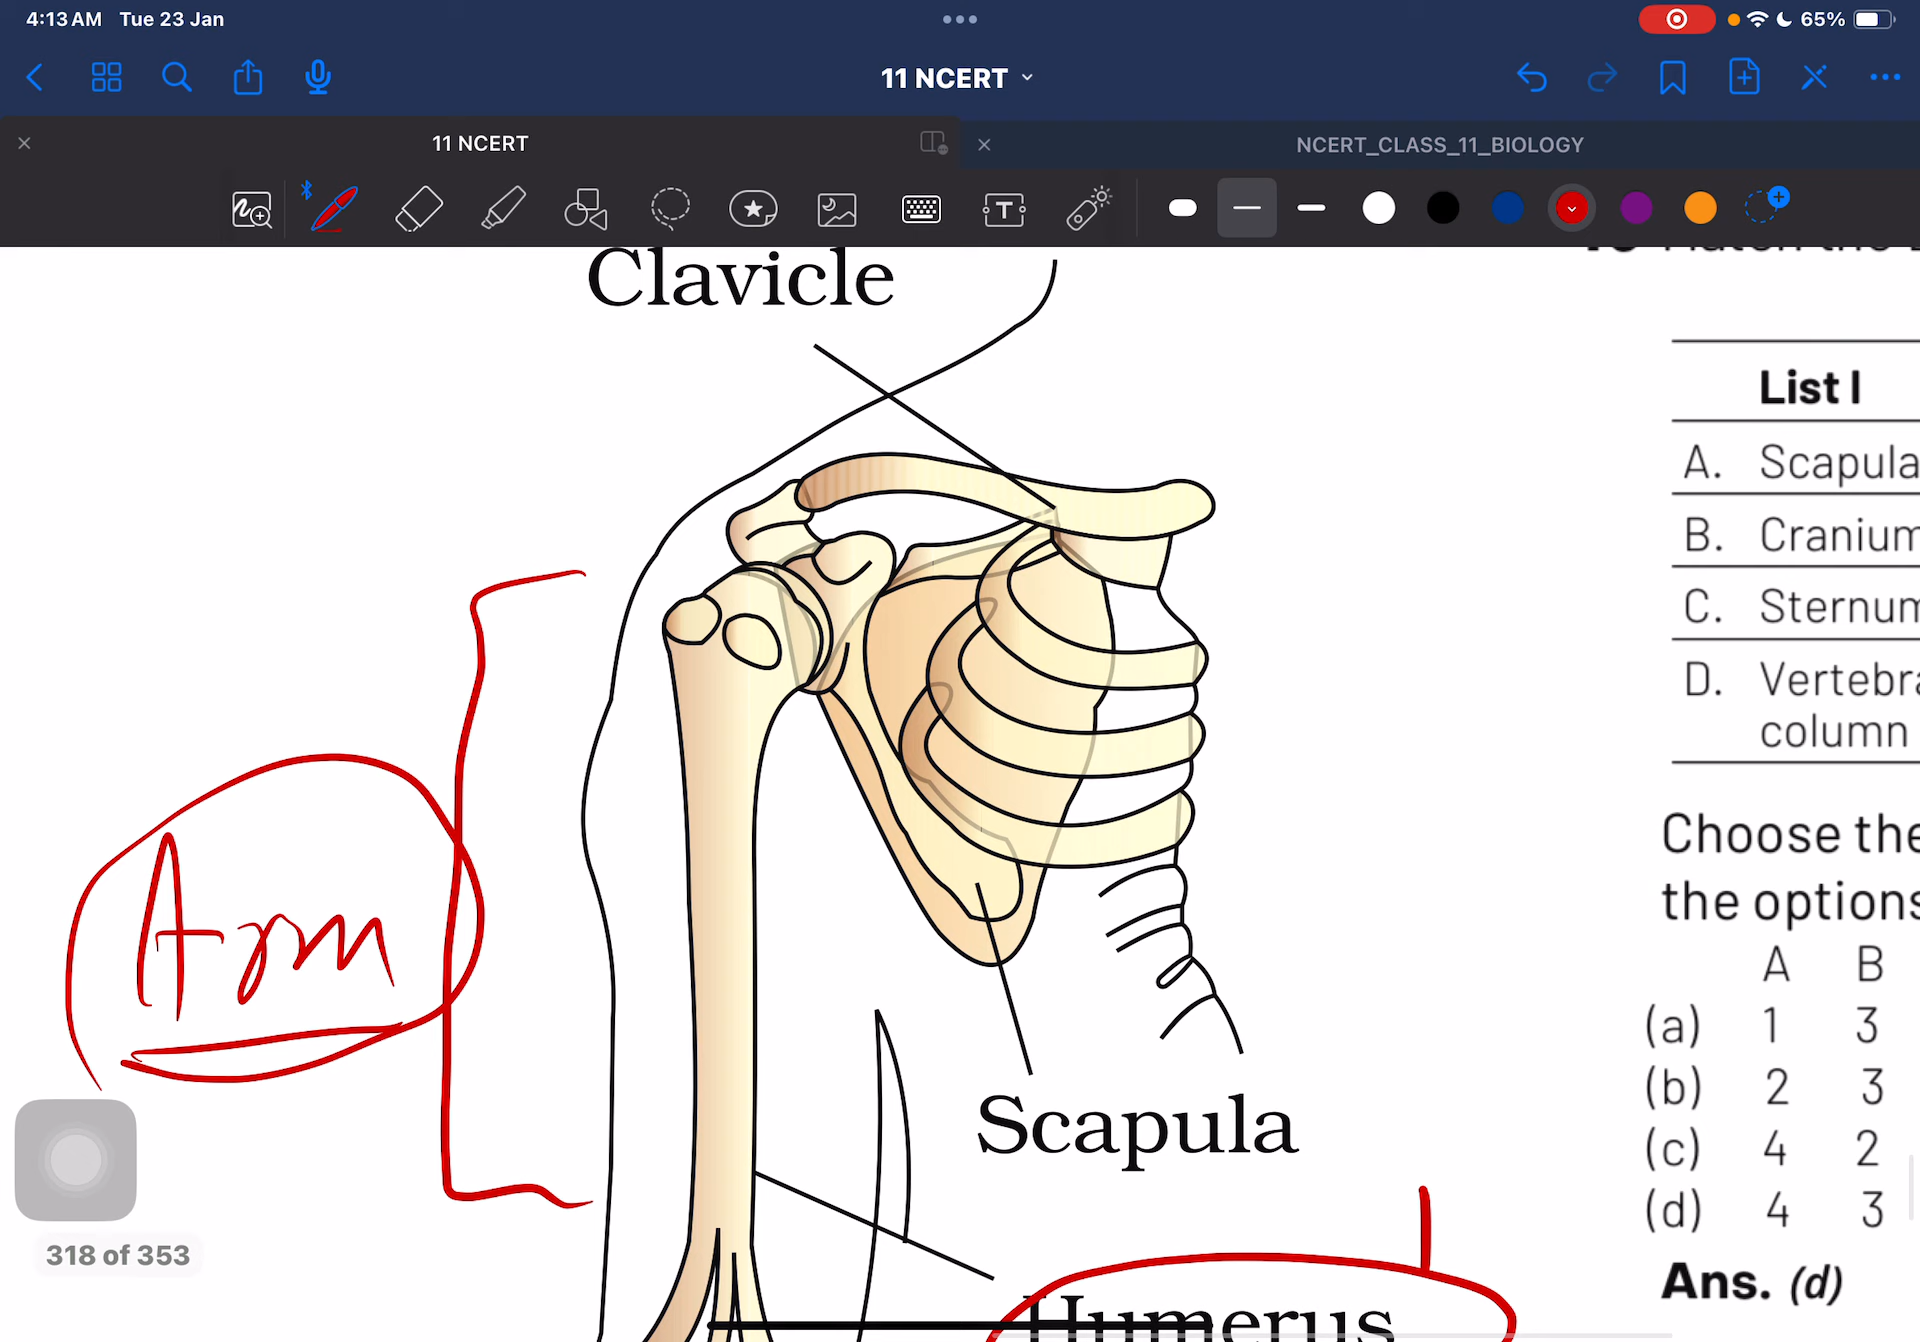 4:13 AM Tue 23 Jan
65%
11 NCERT
11 NCERT
NCERT_CLASS_11_BIOLOGY
T
Clavicle
Arm
Scapula
Humerus
318 of 353
List I
A. Scapula
B. Cranium
C. Sternum
D. Vertebra
column
Choose the
the options
A B
(a) 1 3
(b) 2 3
(c) 4 2
(d) 4 3
Ans. (d)